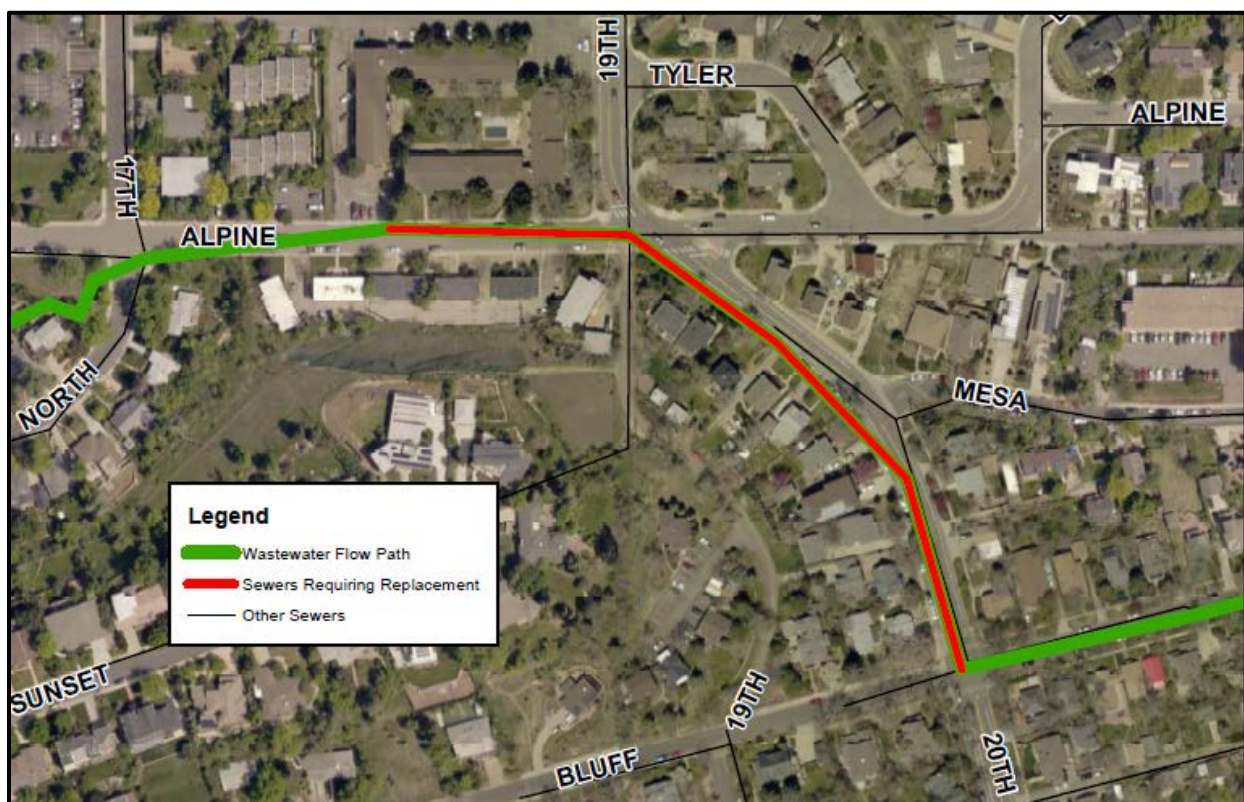 19TH
TYLER
ALPINE
17TH
ALPINE
NORTH
MESA
Legend
Wastewater Flow Path
Sewers Requiring Replacement
Other Sewers
SUNSET
19TH
BLUFF
20TH